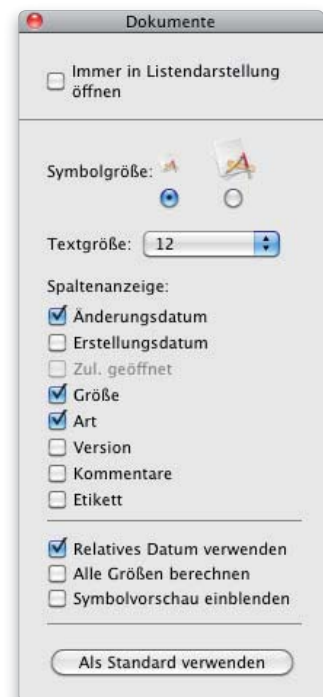 Dokumente
Immer in Listendarstellung
öffnen
Symbolgröße:
Textgröße: 12
Spaltenanzeige:
Änderungsdatum
Erstellungsdatum
Zul. geöffnet
Größe
Art
Version
Kommentare
Etikett
Relatives Datum verwenden
Alle Größen berechnen
Symbolvorschau einblenden
Als Standard verwenden